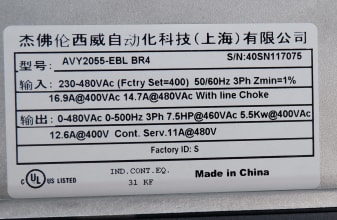 杰佛伦西威自动化科技(上海)有限公司
型号: AVY2055-EBL BR4 S/N:40SN117075
输入: 230-480VAc (Fctry Set=400) 50/60Hz 3Ph Zmin=1%
16.9A@400VAc 14.7A@480VAc With line Choke
输出: 0-480VAc 0-500Hz 3Ph 7.5HP@460VAc 5.5Kw@400VAc
12.6A@400V Cont. Serv.11A@480V
Factory ID: S
c UL US LISTED IND.CONT.EQ. Made in China
31 KF